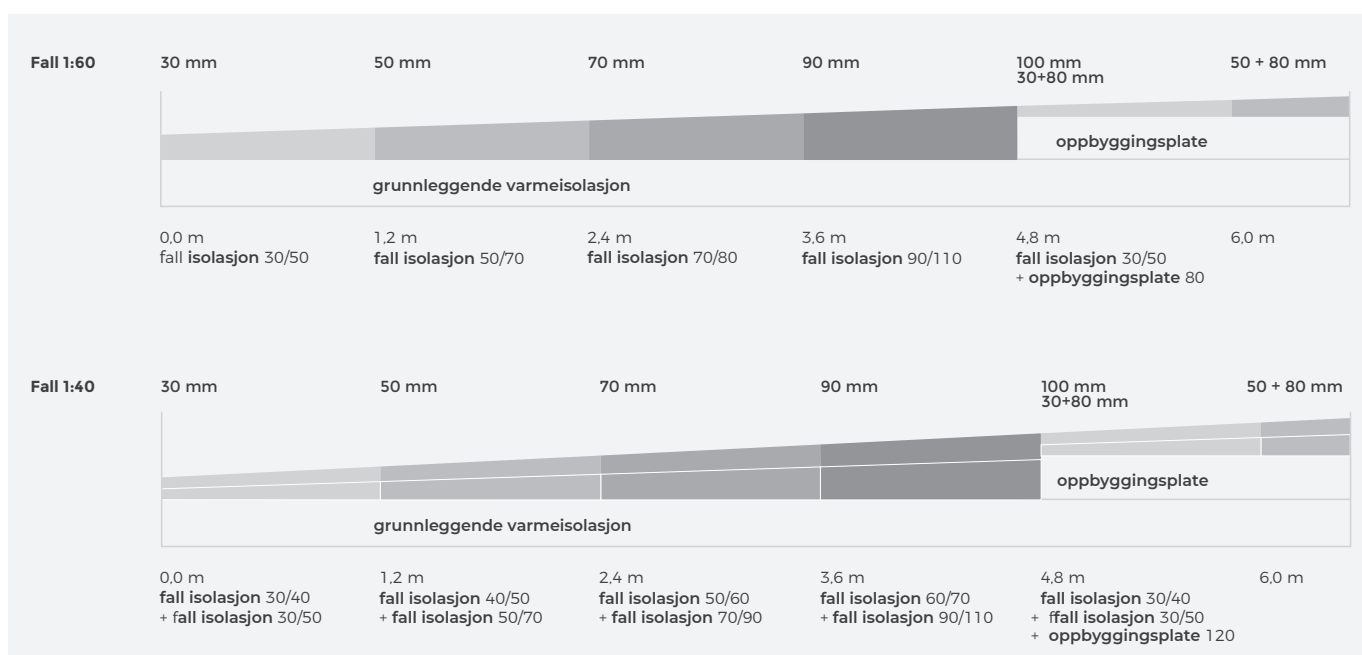 Fall 1:60 30 mm 50 mm 70 mm 90 mm 100 mm 50 + 80 mm
30+80 mm
oppbyggingsplate
grunnleggende varmeisolasjon
0,0 m 1,2 m 2,4 m 3,6 m 4,8 m 6,0 m
fall isolasjon 30/50 fall isolasjon 50/70 fall isolasjon 70/80 fall isolasjon 90/110 fall isolasjon 30/50
+ oppbyggingsplate 80
Fall 1:40 30 mm 50 mm 70 mm 90 mm 100 mm 50 + 80 mm
30+80 mm
oppbyggingsplate
grunnleggende varmeisolasjon
0,0 m 1,2 m 2,4 m 3,6 m 4,8 m 6,0 m
fall isolasjon 30/40 fall isolasjon 40/50 fall isolasjon 50/60 fall isolasjon 60/70 fall isolasjon 30/40
+ fall isolasjon 30/50 + fall isolasjon 50/70 + fall isolasjon 70/90 + fall isolasjon 90/110 + ffall isolasjon 30/50
+ oppbyggingsplate 120